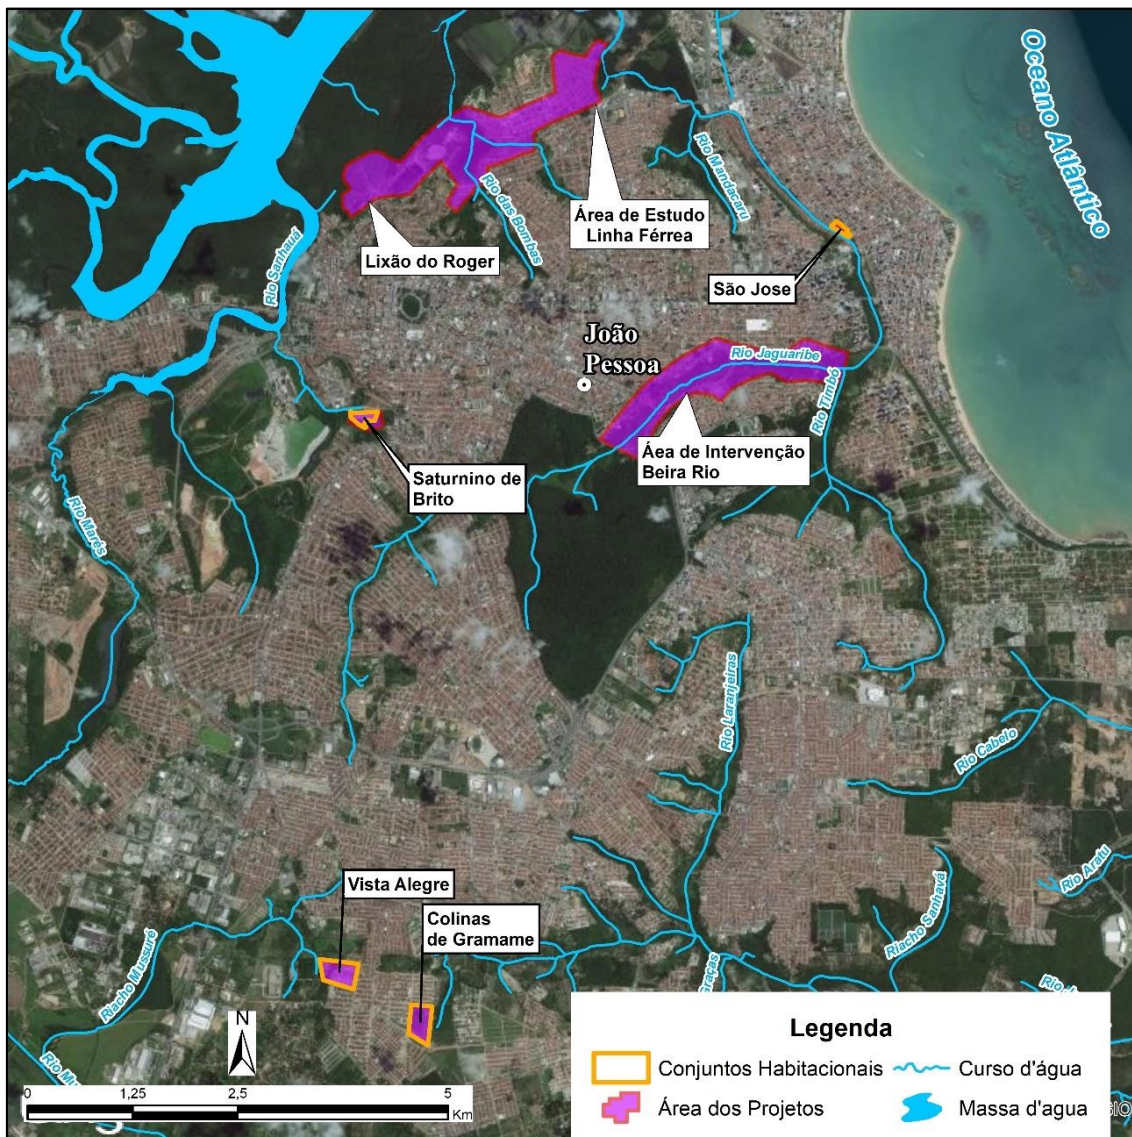 Oceano Atlântico
Rio Mandacaru
Rio das Bombas
Área de Estudo
Linha Férrea
Lixão do Roger
Rio Sanhauá
São Jose
João
Pessoa
Rio Jaguaribe
Rio Timbó
Áea de Intervenção
Beira Rio
Saturnino de
Brito
Rio Marés
Rio Laranjeiras
Rio Cabelo
Rio Aratu
Vista Alegre
Colinas
de Gramame
Riacho Sanhavá
Riacho Mussuré
Graças
N
Legenda
Conjuntos Habitacionais
Curso d'água
Área dos Projetos
Massa d'agua
0 1,25 2,5 5
Km